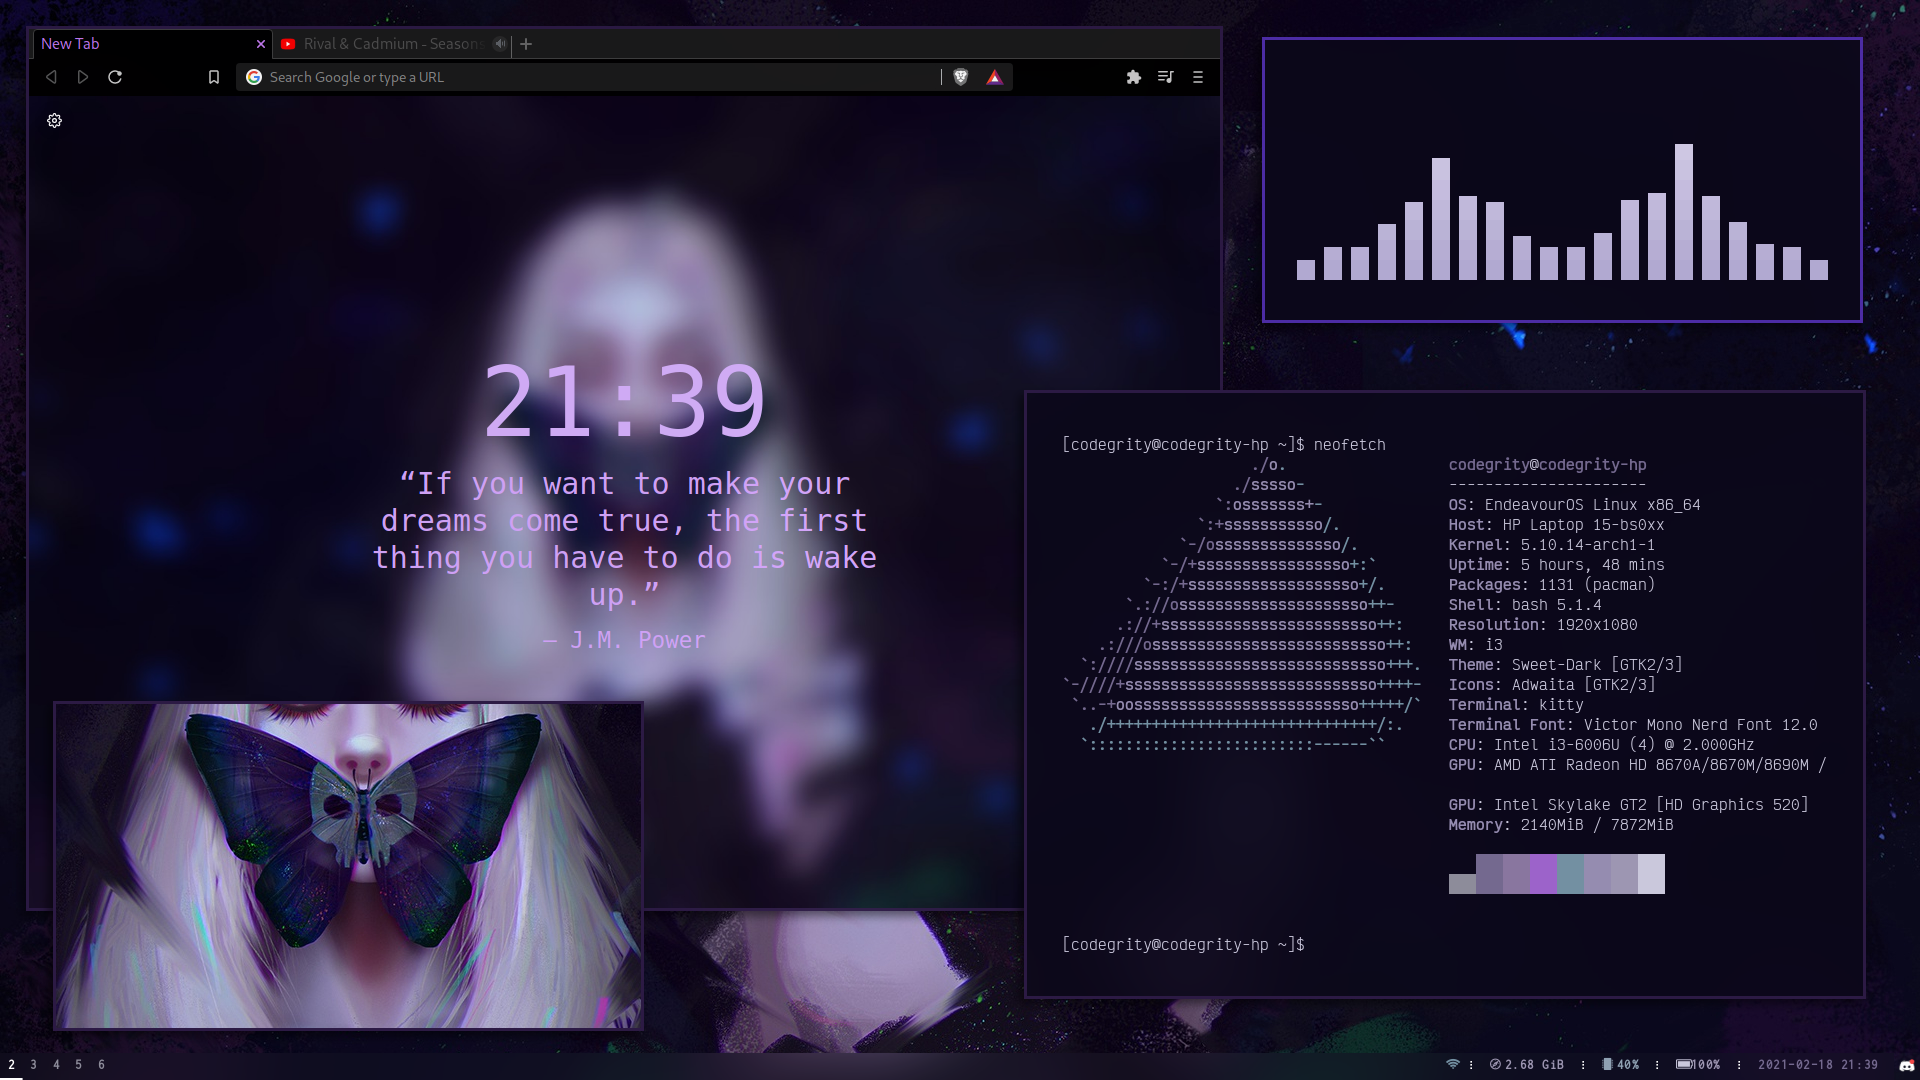 New Tab
Rival & Cadmium - Seasons
Search Google or type a URL
21:39
“If you want to make your
dreams come true, the first
thing you have to do is wake
up.”
— J.M. Power
[codegrity@codegrity-hp ~]$ neofetch
./o.
./sssso-
`:osssssss+-
`:+sssssssssso/.
`-/ossssssssssssso/.
`-/+sssssssssssssssso+:`
`-:/+sssssssssssssssssso+/.
`.://osssssssssssssssssssso++-
.://+ssssssssssssssssssssssso++:
.:///ossssssssssssssssssssssssso++:
`:////ssssssssssssssssssssssssssso+++.
`-////+ssssssssssssssssssssssssssso++++-
`..-+oosssssssssssssssssssssssso+++++/`
./++++++++++++++++++++++++++++++/:.
`:::::::::::::::::::::::::------``
codegrity@codegrity-hp
----------------------
OS: EndeavourOS Linux x86_64
Host: HP Laptop 15-bs0xx
Kernel: 5.10.14-arch1-1
Uptime: 5 hours, 48 mins
Packages: 1131 (pacman)
Shell: bash 5.1.4
Resolution: 1920x1080
WM: i3
Theme: Sweet-Dark [GTK2/3]
Icons: Adwaita [GTK2/3]
Terminal: kitty
Terminal Font: Victor Mono Nerd Font 12.0
CPU: Intel i3-6006U (4) @ 2.000GHz
GPU: AMD ATI Radeon HD 8670A/8670M/8690M /
GPU: Intel Skylake GT2 [HD Graphics 520]
Memory: 2140MiB / 7872MiB
[codegrity@codegrity-hp ~]$
2 3 4 5 6
2.68 GiB : 40% : 100% : 2021-02-18 21:39